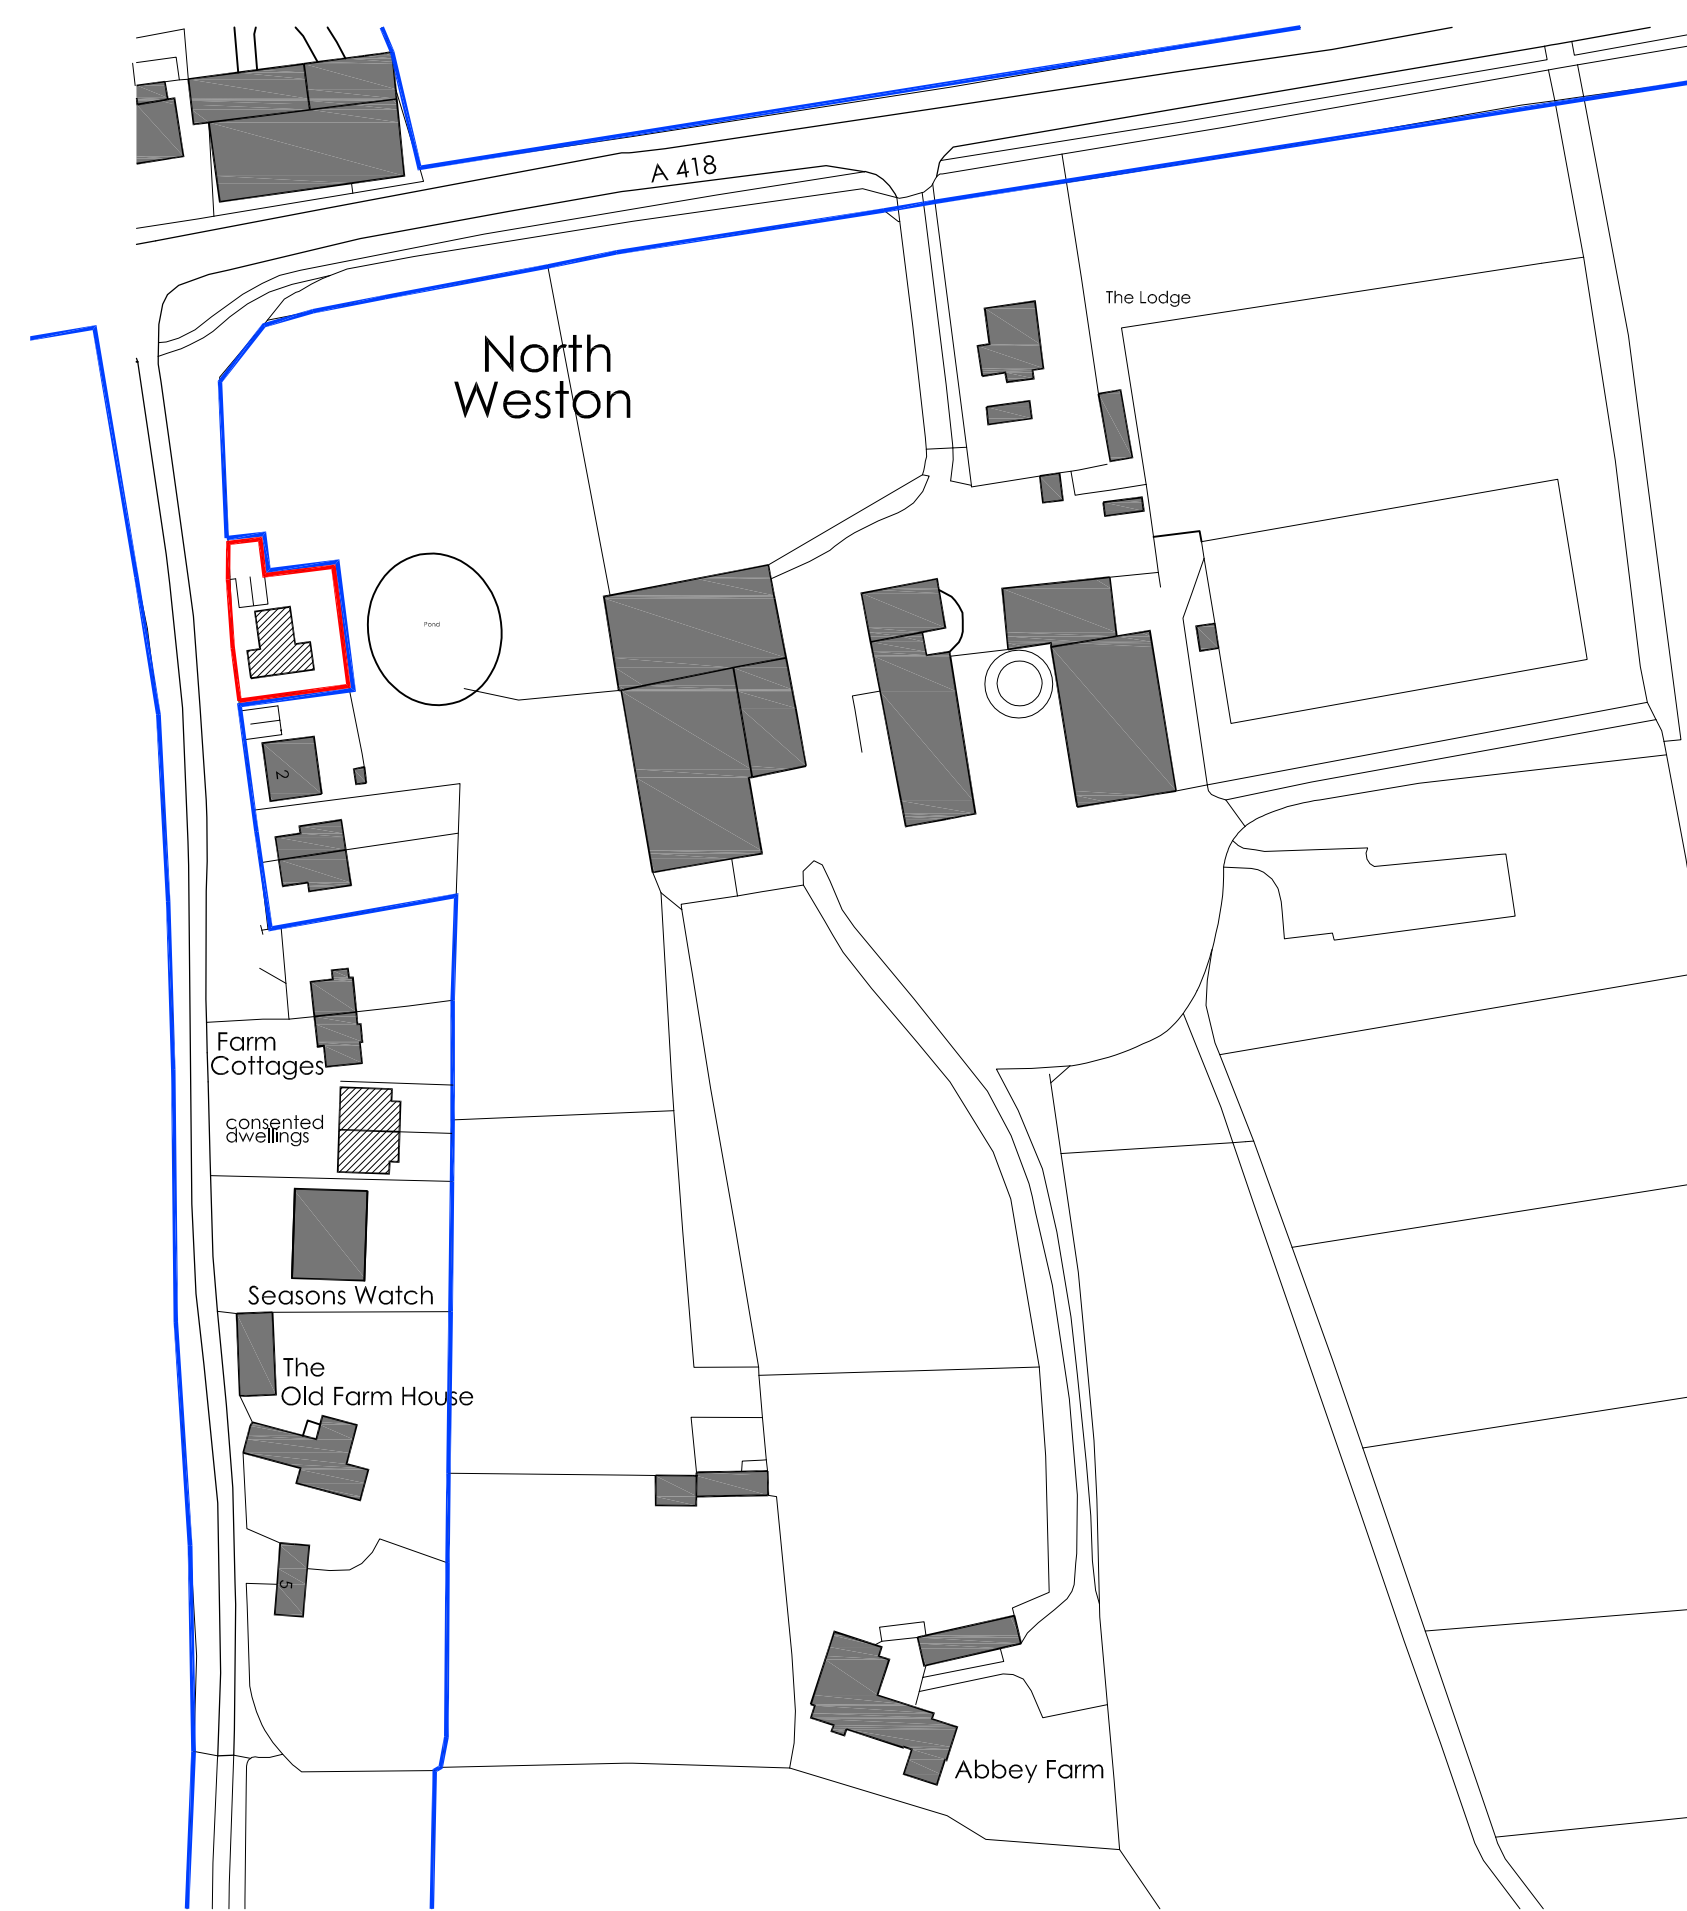 A 418
The Lodge
North
Weston
Pond
2
Farm
Cottages
consented
dwellings
Seasons Watch
The
Old Farm House
5
Abbey Farm